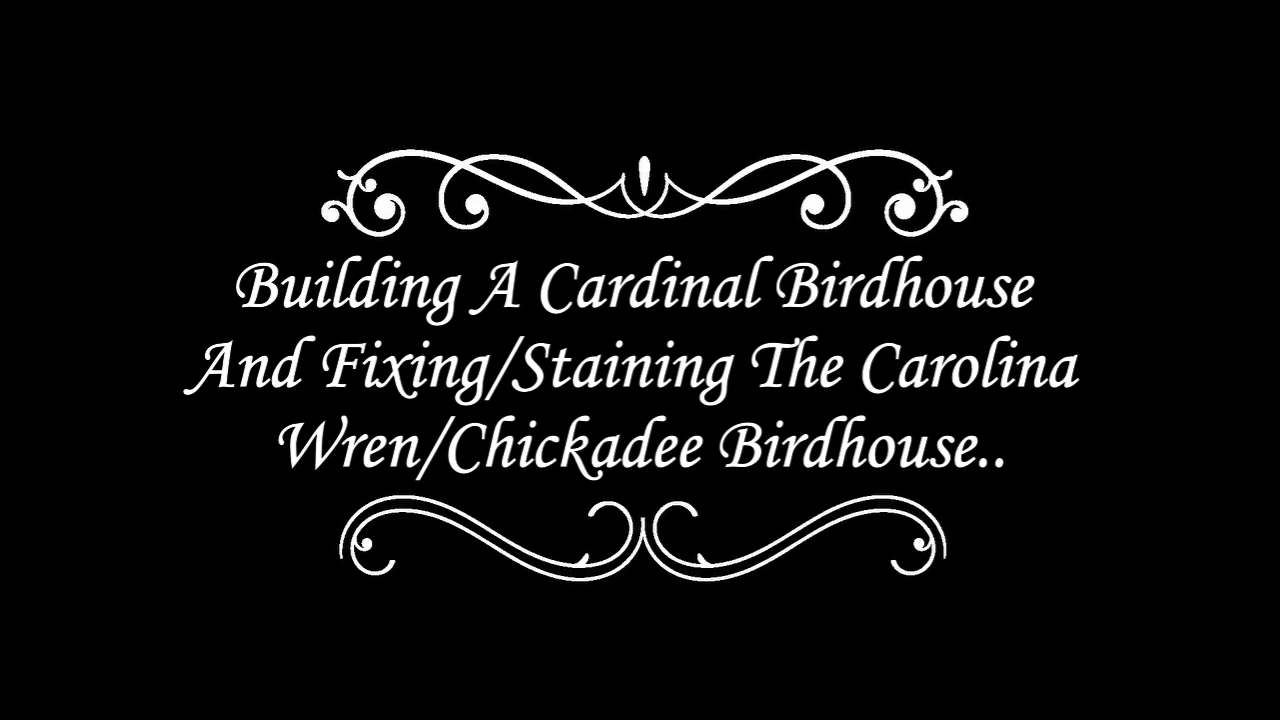 Building A Cardinal Birdhouse
And Fixing/Staining The Carolina
Wren/Chickadee Birdhouse..